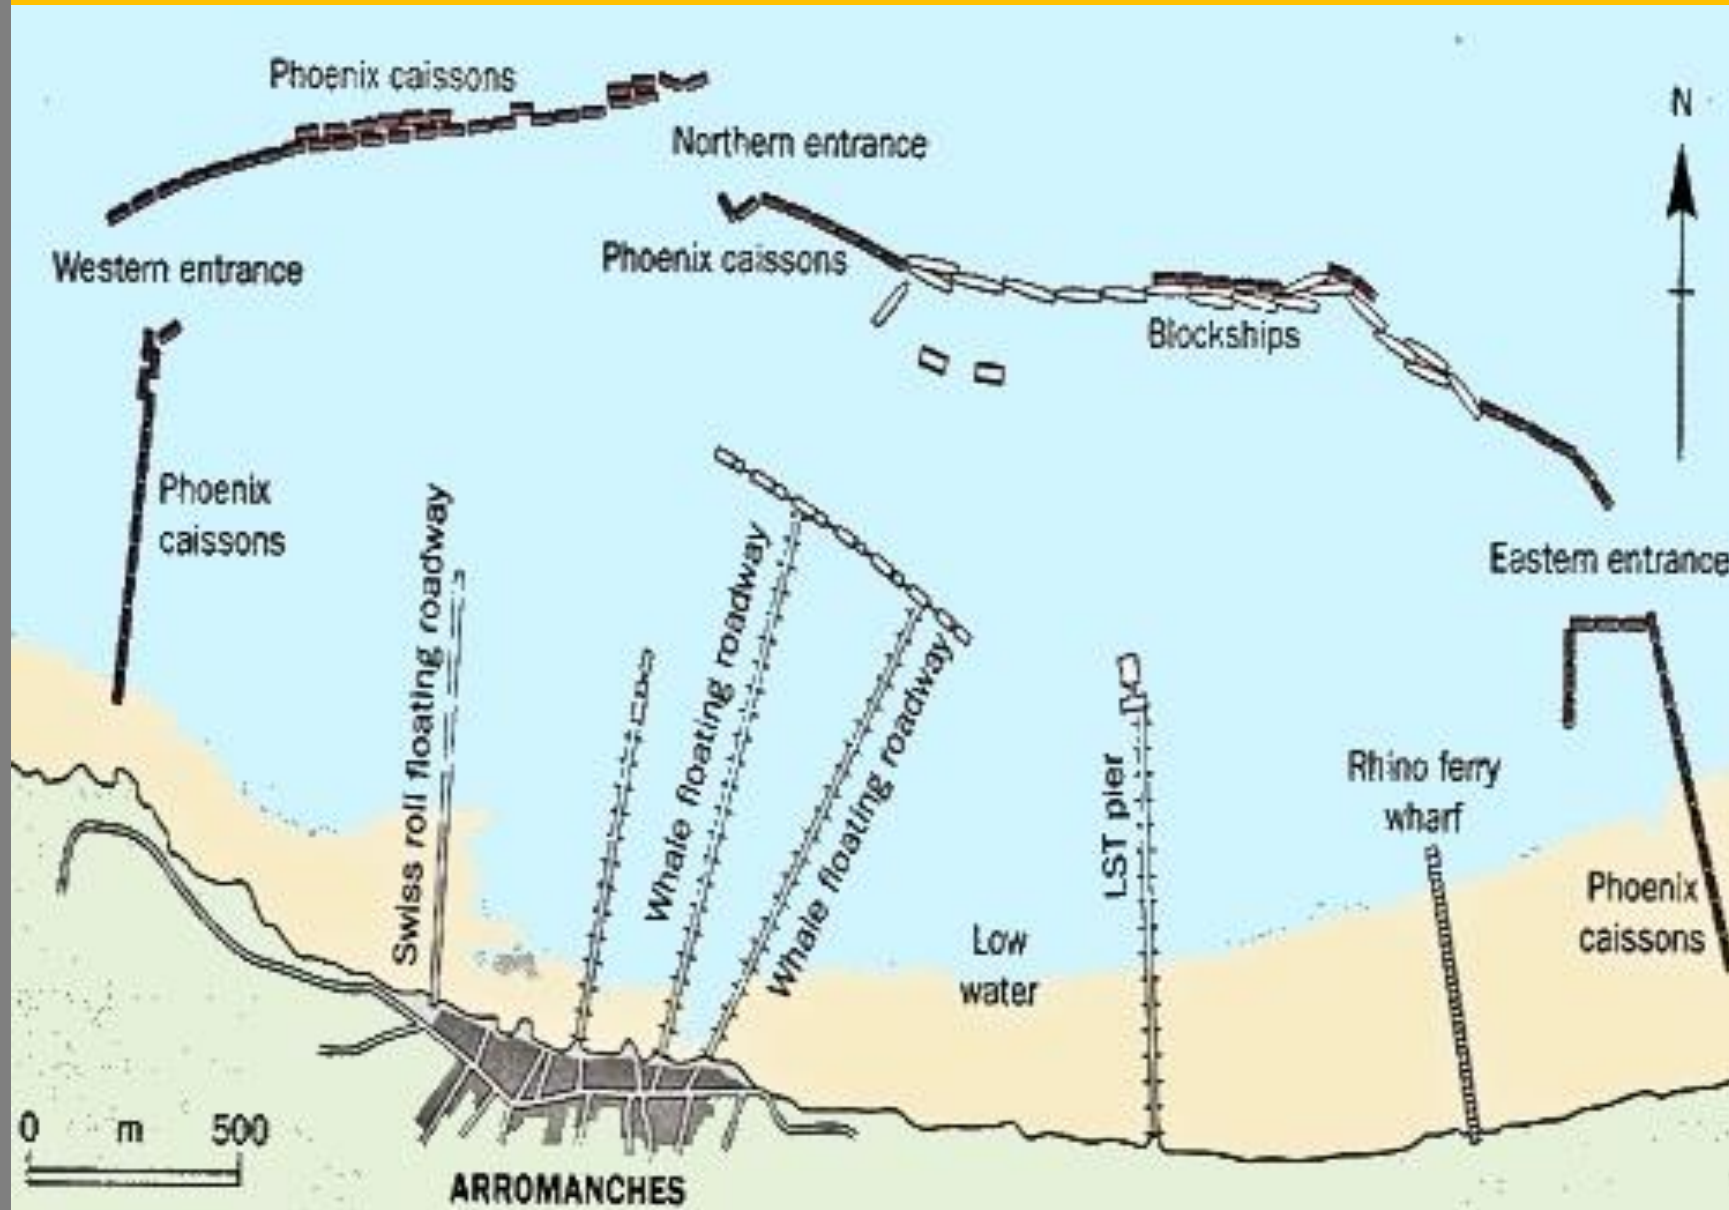 Phoenix caissons
Northern entrance
N
Western entrance
Phoenix caissons
Blockships
Phoenix
caissons
Swiss roll floating roadway
Whale floating roadway
Whale floating roadway
Eastern entrance
LST pier
Rhino ferry
wharf
Phoenix
caissons
Low
water
0 m 500
ARROMANCHES